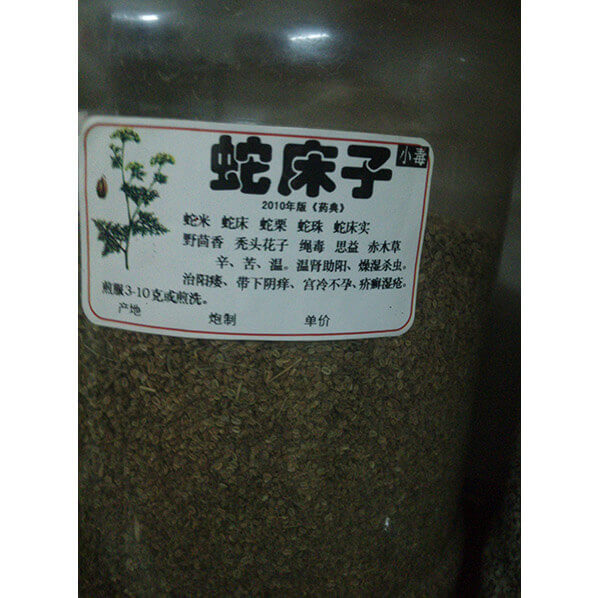 蛇床子 小毒
2010年版《药典》
蛇米 蛇床 蛇栗 蛇珠 蛇床实
野茴香 秃头花子 绳毒 思益 赤木草
辛、苦、温。温肾助阳、燥湿杀虫。
治阳痿、带下阴痒、宫冷不孕、疥癣湿疮。
煎服3-10克或煎洗。
产地 炮制 单价